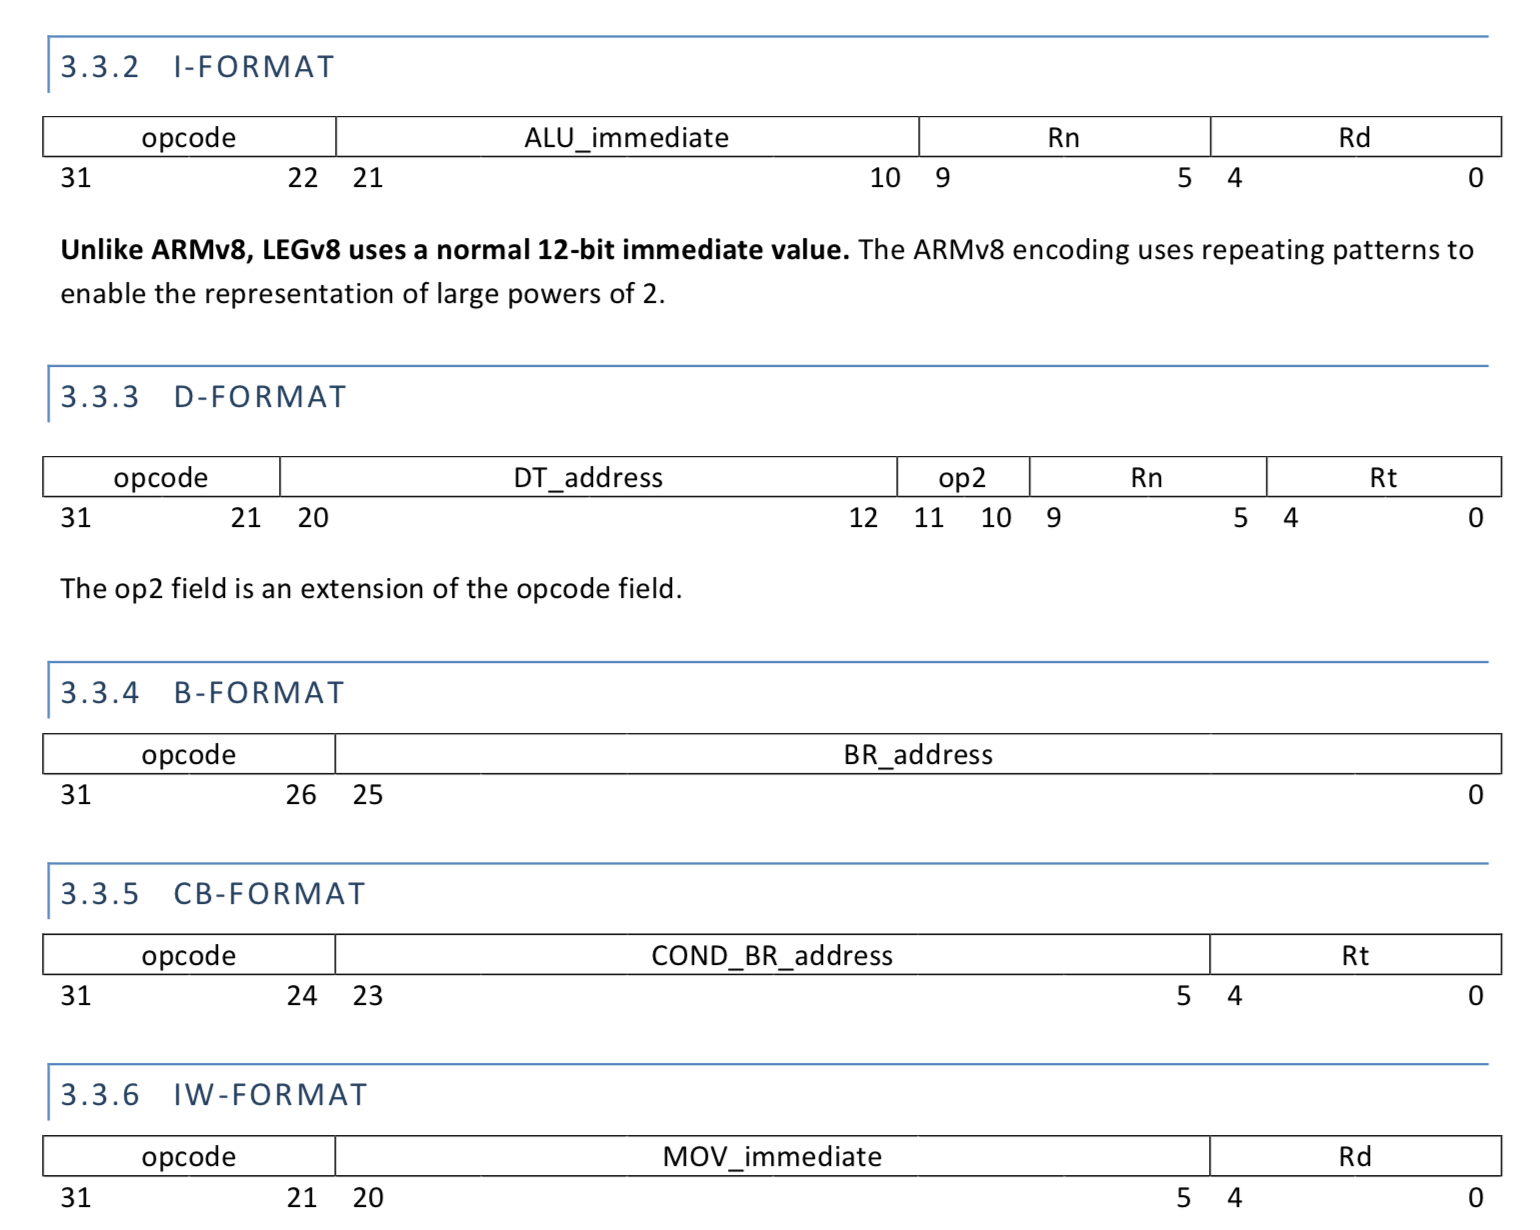 3.3.2 I-FORMAT
opcode ALU_immediate Rn Rd
31 22 21 10 9 5 4 0
Unlike ARMv8, LEGv8 uses a normal 12-bit immediate value. The ARMv8 encoding uses repeating patterns to
enable the representation of large powers of 2.
3.3.3 D-FORMAT
opcode DT_address op2 Rn Rt
31 21 20 12 11 10 9 5 4 0
The op2 field is an extension of the opcode field.
3.3.4 B-FORMAT
opcode BR_address
31 26 25 0
3.3.5 CB-FORMAT
opcode COND_BR_address Rt
31 24 23 5 4 0
3.3.6 IW-FORMAT
opcode MOV_immediate Rd
31 21 20 5 4 0